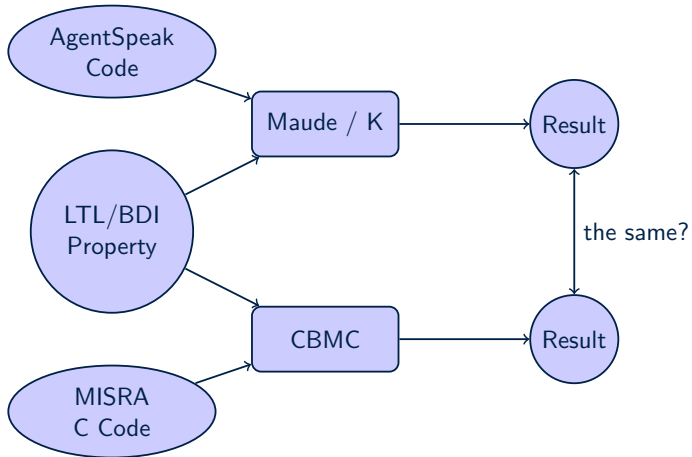 AgentSpeak
Code
Maude / K
Result
LTL/BDI
Property
the same?
CBMC
Result
MISRA
C Code